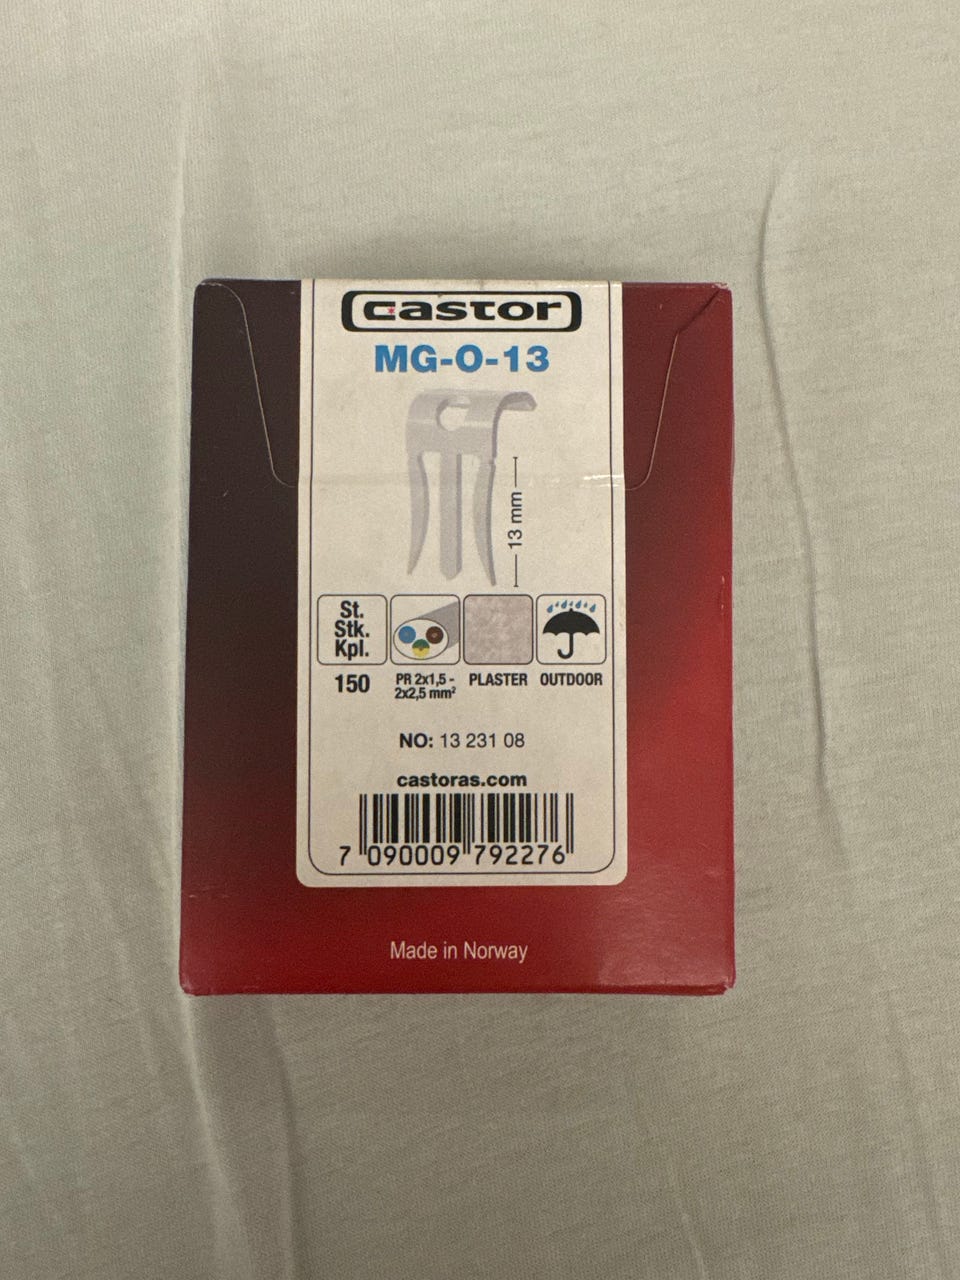 castor
MG-O-13
13 mm
St.
Stk.
Kpl.
150
PR 2x1,5 -
2x2,5 mm²
PLASTER
OUTDOOR
NO: 13 231 08
castoras.com
7 090009 792276
Made in Norway